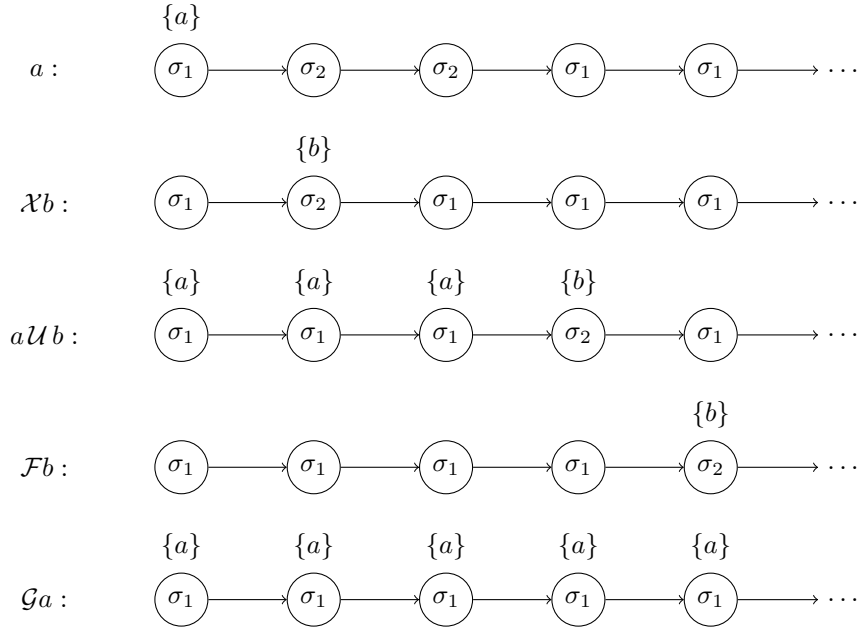 {a}
a : σ₁ σ₂ σ₂ σ₁ σ₁ ···
{b}
𝒳b : σ₁ σ₂ σ₁ σ₁ σ₁ ···
{a} {a} {a} {b}
a𝒰b : σ₁ σ₁ σ₁ σ₂ σ₁ ···
{b}
ℱb : σ₁ σ₁ σ₁ σ₁ σ₂ ···
{a} {a} {a} {a} {a}
𝒢a : σ₁ σ₁ σ₁ σ₁ σ₁ ···